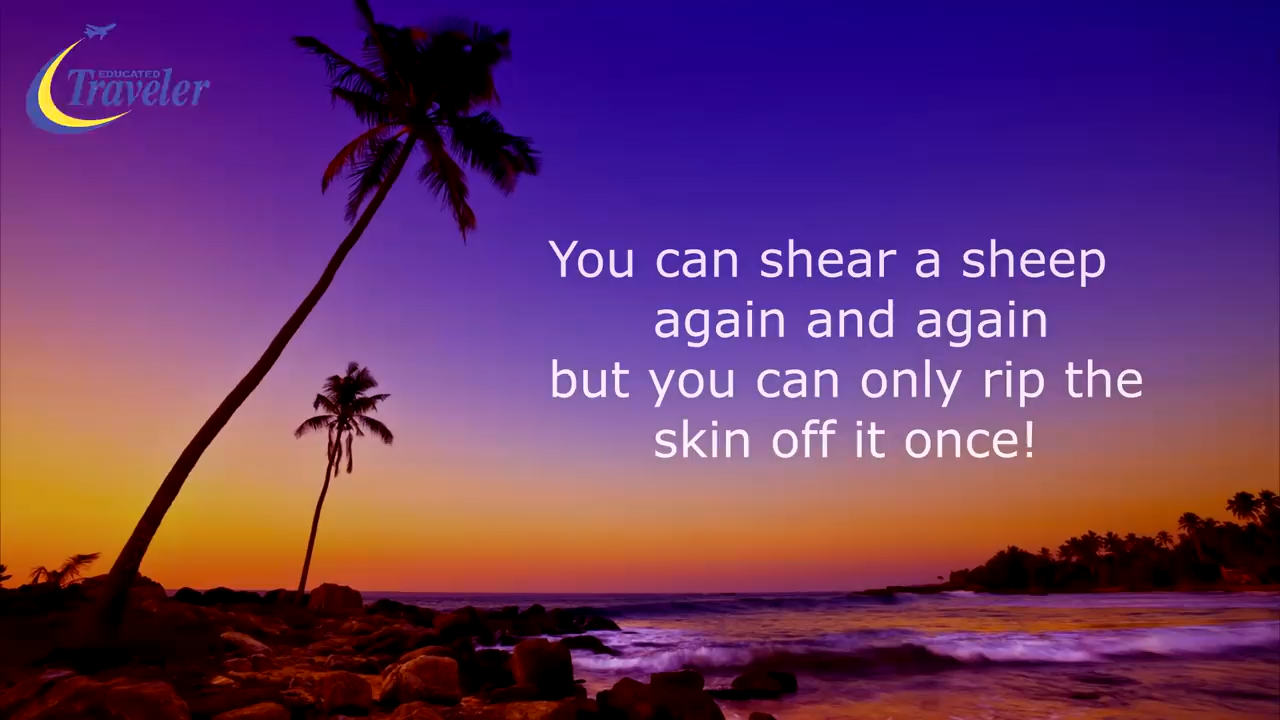 EDUCATED
Traveler
You can shear a sheep
again and again
but you can only rip the
skin off it once!